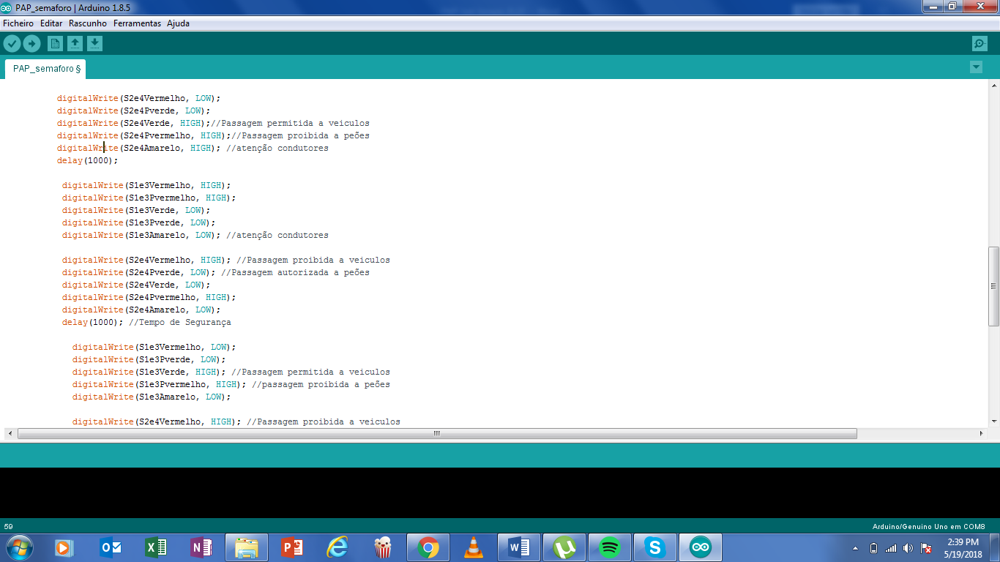 PAP_semaforo | Arduino 1.8.5
Ficheiro Editar Rascunho Ferramentas Ajuda
PAP_semaforo §
digitalWrite(S2e4Vermelho, LOW);
digitalWrite(S2e4Pverde, LOW);
digitalWrite(S2e4Verde, HIGH);//Passagem permitida a veiculos
digitalWrite(S2e4Pvermelho, HIGH);//Passagem proibida a peões
digitalWrite(S2e4Amarelo, HIGH); //atenção condutores
delay(1000);
digitalWrite(S1e3Vermelho, HIGH);
digitalWrite(S1e3Pvermelho, HIGH);
digitalWrite(S1e3Verde, LOW);
digitalWrite(S1e3Pverde, LOW);
digitalWrite(S1e3Amarelo, LOW); //atenção condutores
digitalWrite(S2e4Vermelho, HIGH); //Passagem proibida a veiculos
digitalWrite(S2e4Pverde, LOW); //Passagem autorizada a peões
digitalWrite(S2e4Verde, LOW);
digitalWrite(S2e4Pvermelho, HIGH);
digitalWrite(S2e4Amarelo, LOW);
delay(1000); //Tempo de Segurança
digitalWrite(S1e3Vermelho, LOW);
digitalWrite(S1e3Pverde, LOW);
digitalWrite(S1e3Verde, HIGH); //Passagem permitida a veiculos
digitalWrite(S1e3Pvermelho, HIGH); //passagem proibida a peões
digitalWrite(S1e3Amarelo, LOW);
digitalWrite(S2e4Vermelho, HIGH); //Passagem proibida a veiculos
59
Arduino/Genuino Uno em COM8
2:39 PM
5/19/2018